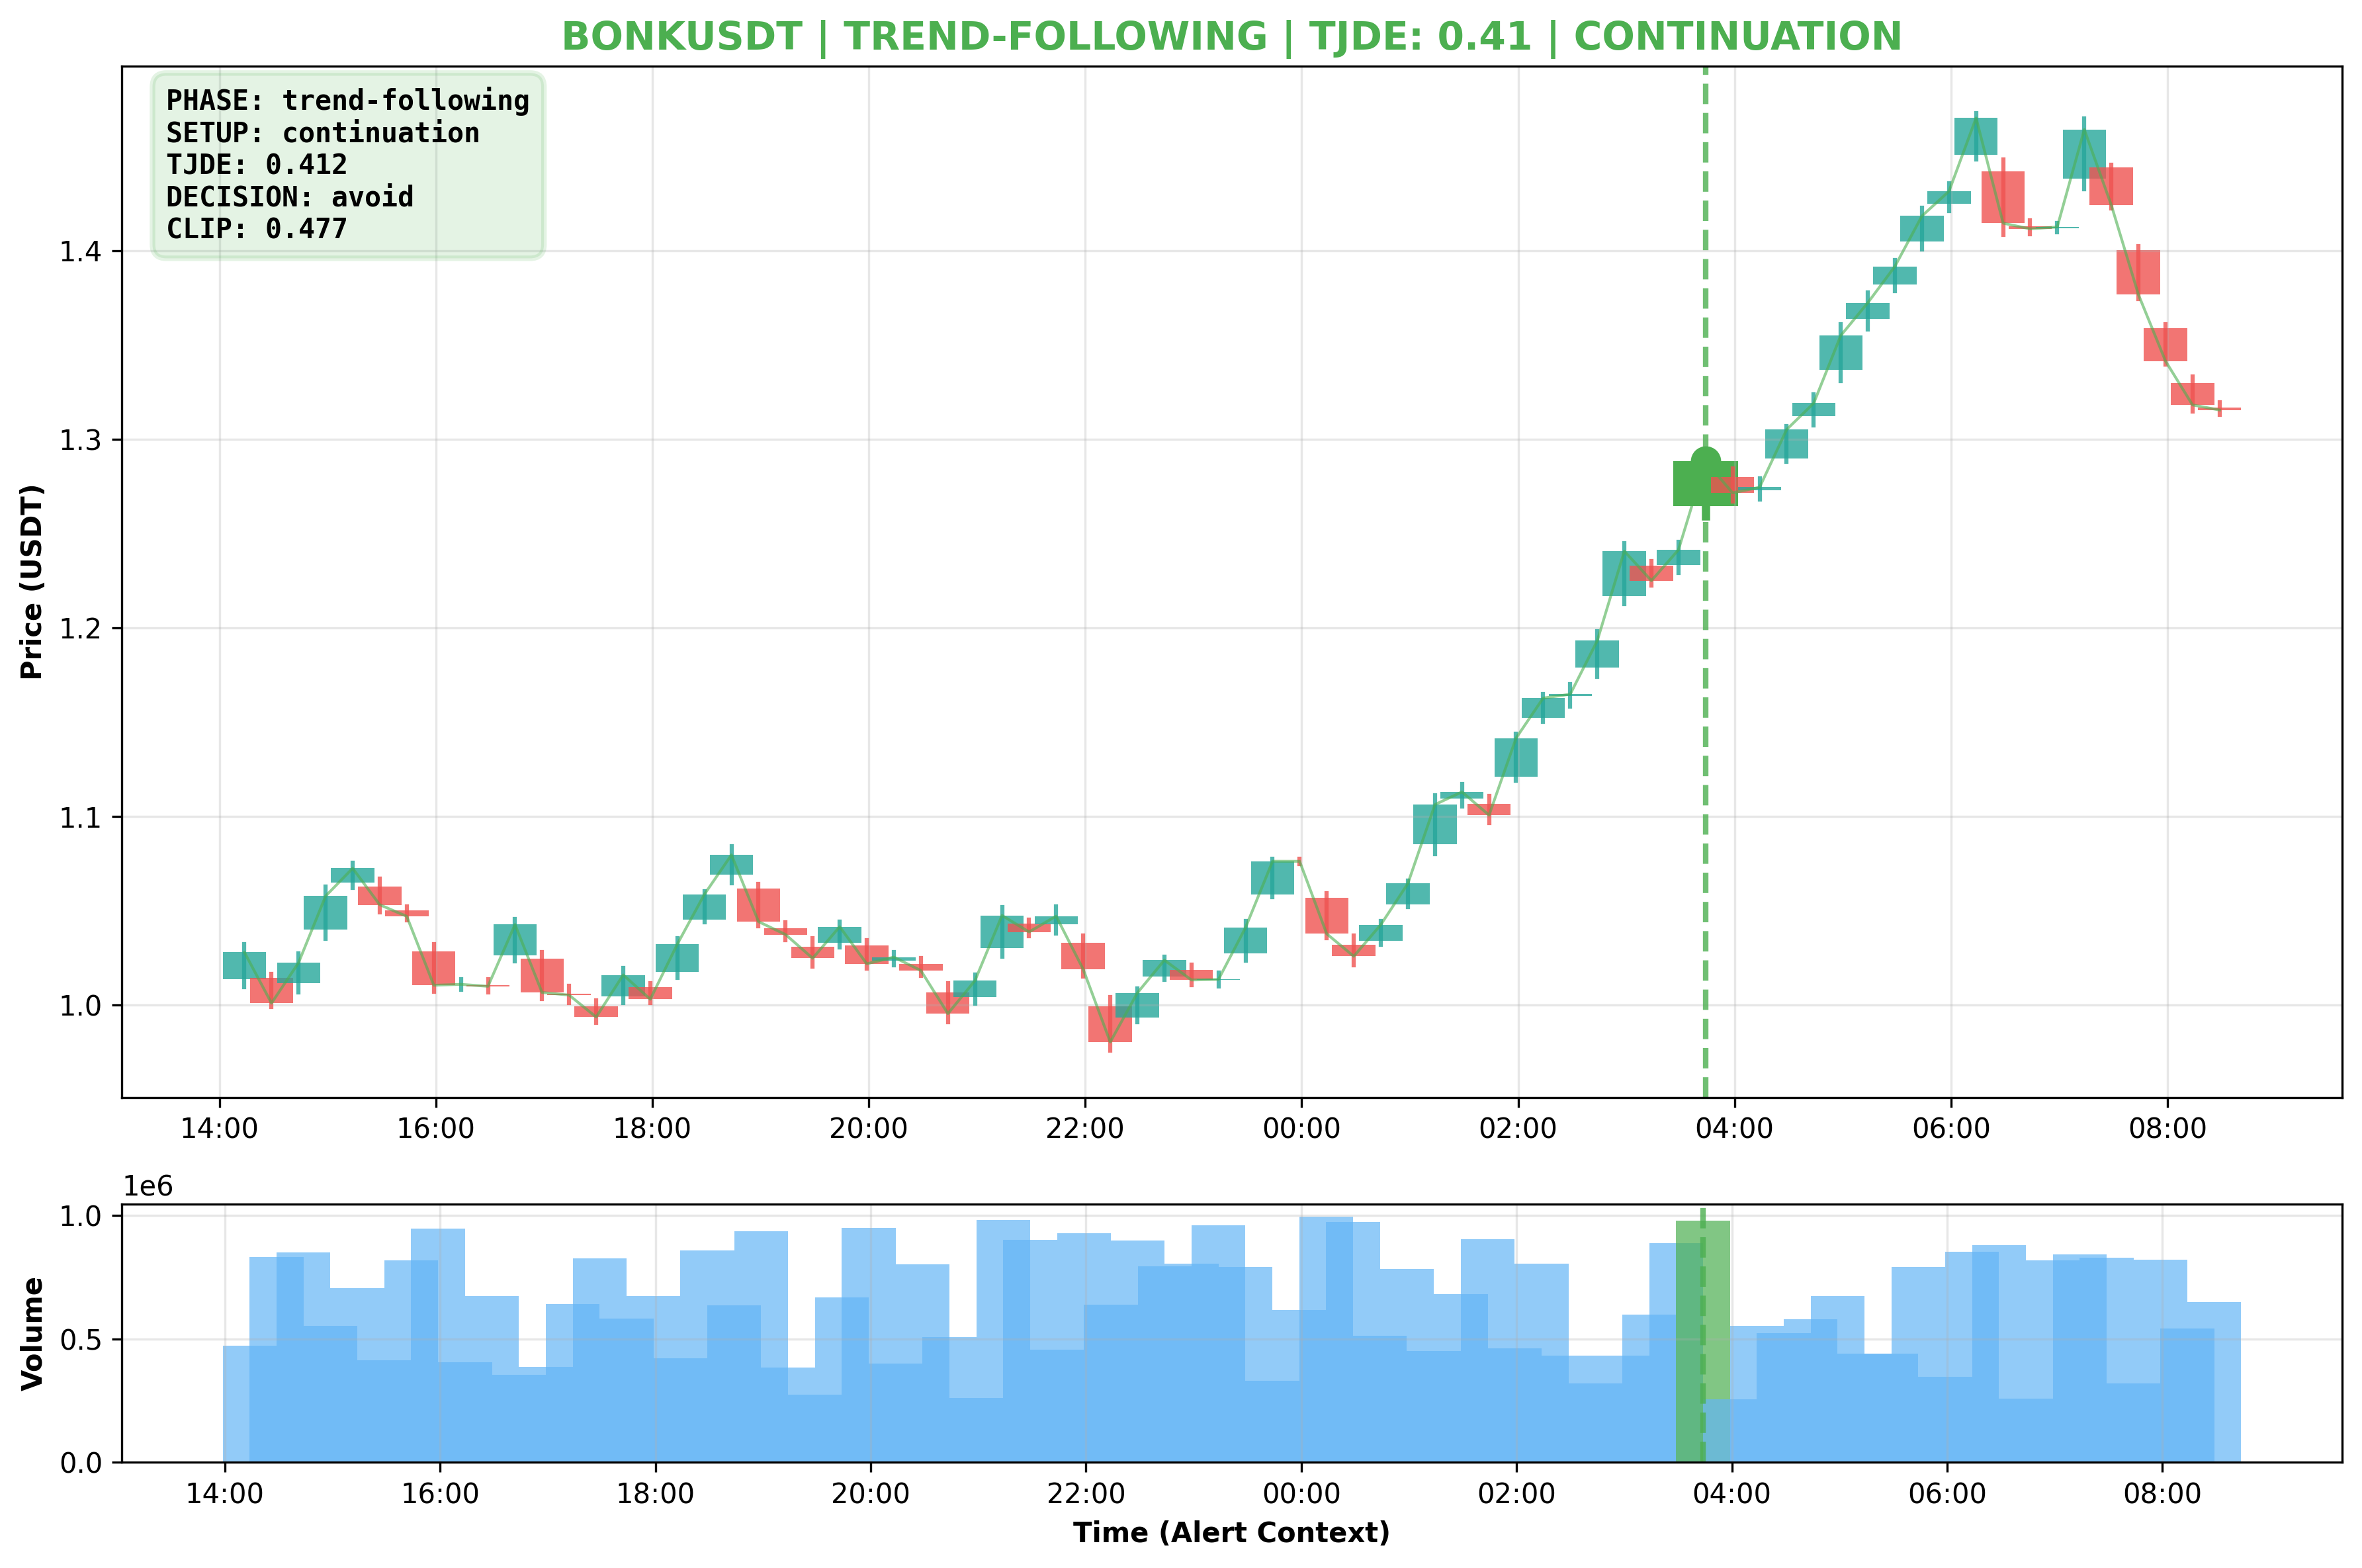 BONKUSDT | TREND-FOLLOWING | TJDE: 0.41 | CONTINUATION
PHASE: trend-following
SETUP: continuation
TJDE: 0.412
DECISION: avoid
CLIP: 0.477
Price (USDT)
1.4
1.3
1.2
1.1
1.0
14:00 16:00 18:00 20:00 22:00 00:00 02:00 04:00 06:00 08:00
1e6
Volume
1.0
0.5
0.0
14:00 16:00 18:00 20:00 22:00 00:00 02:00 04:00 06:00 08:00
Time (Alert Context)